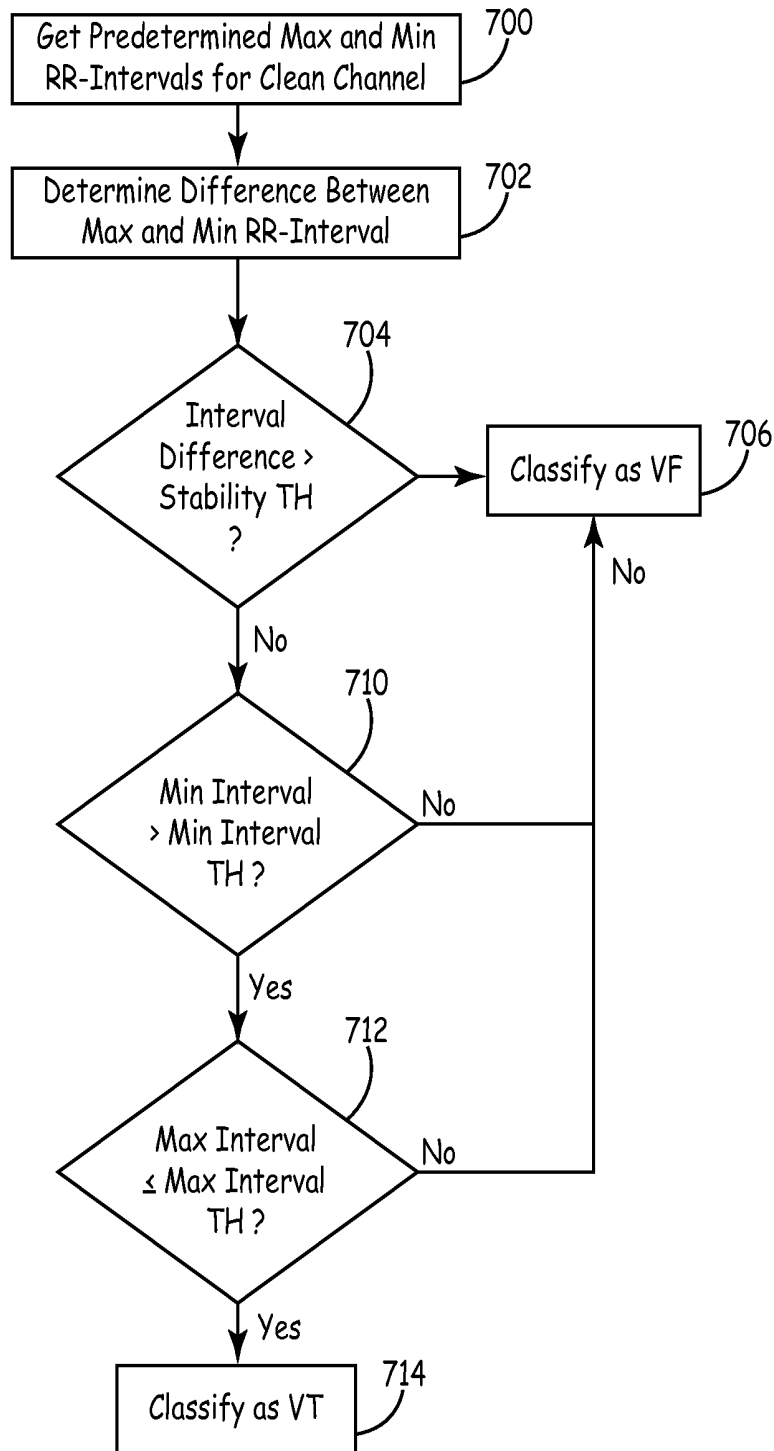 Get Predetermined Max and Min
RR-Intervals for Clean Channel
700
Determine Difference Between
Max and Min RR-Interval
702
704
Interval
Difference >
Stability TH
?
Classify as VF
706
No
No
710
Min Interval
> Min Interval
TH ?
No
Yes
712
Max Interval
≤ Max Interval
TH ?
No
Yes
714
Classify as VT